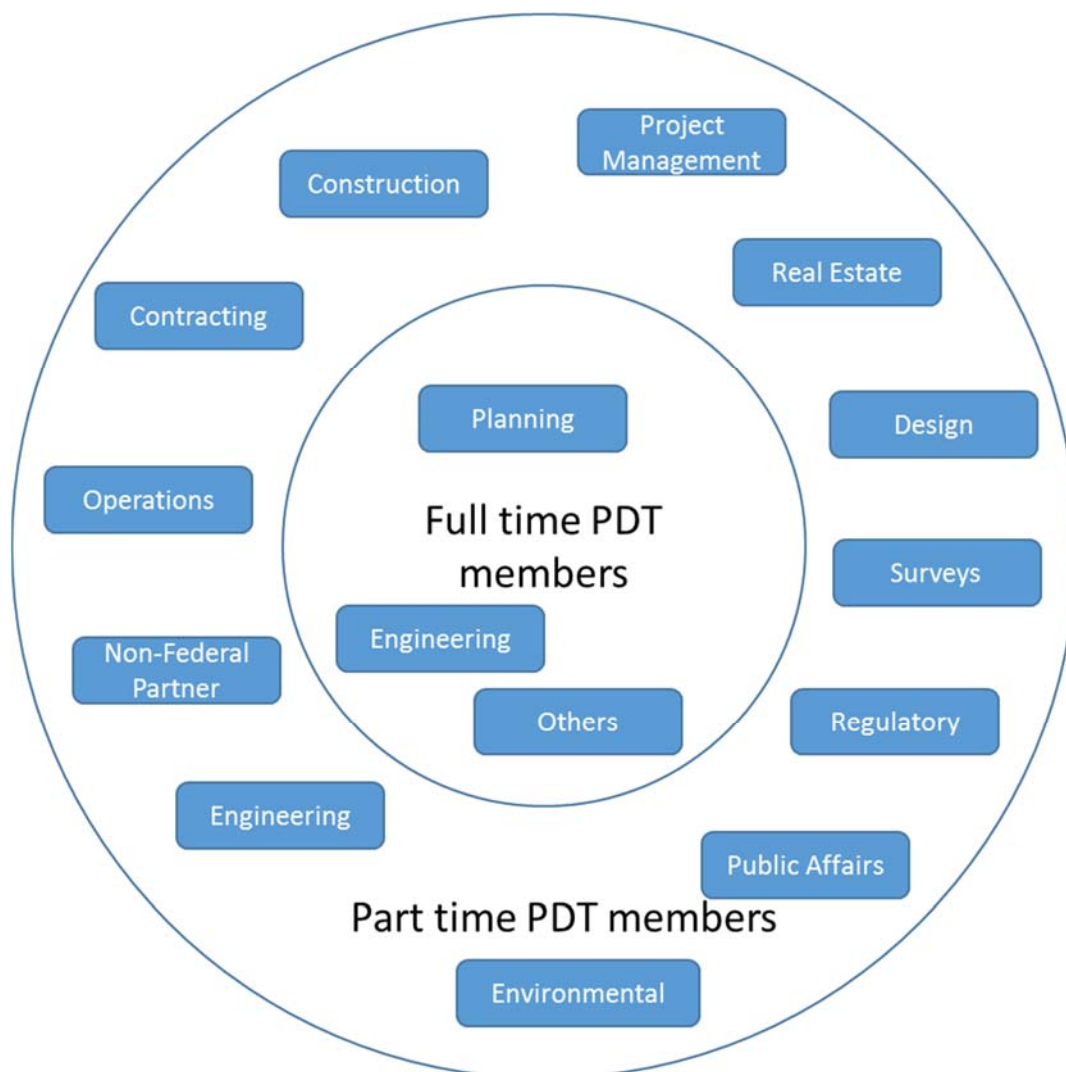 Project
Management
Construction
Real Estate
Contracting
Planning
Design
Operations
Full time PDT
members
Surveys
Engineering
Non-Federal
Partner
Others
Regulatory
Engineering
Public Affairs
Part time PDT members
Environmental